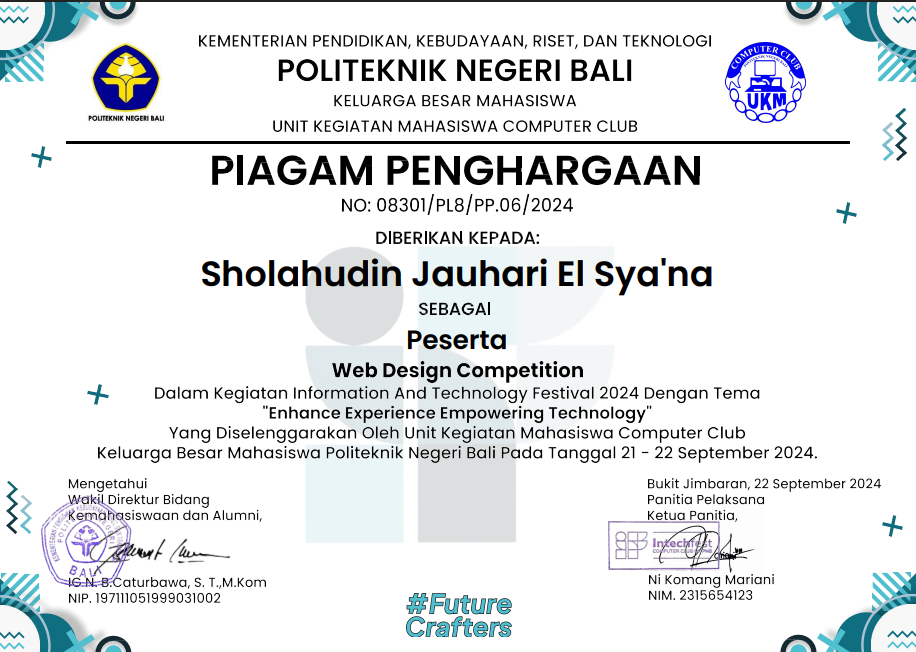 KEMENTERIAN PENDIDIKAN, KEBUDAYAAN, RISET, DAN TEKNOLOGI
POLITEKNIK NEGERI BALI
KELUARGA BESAR MAHASISWA
UNIT KEGIATAN MAHASISWA COMPUTER CLUB
POLITEKNIK NEGERI BALI
COMPUTER CLUB
UKM
PIAGAM PENGHARGAAN
NO: 08301/PL8/PP.06/2024
DIBERIKAN KEPADA:
Sholahudin Jauhari El Sya'na
SEBAGAI
Peserta
Web Design Competition
Dalam Kegiatan Information And Technology Festival 2024 Dengan Tema
"Enhance Experience Empowering Technology"
Yang Diselenggarakan Oleh Unit Kegiatan Mahasiswa Computer Club
Keluarga Besar Mahasiswa Politeknik Negeri Bali Pada Tanggal 21 - 22 September 2024.
Mengetahui
Wakil Direktur Bidang
Kemahasiswaan dan Alumni,
BALI
I.G.N. B.Caturbawa, S. T.,M.Kom
NIP. 197111051999031002
Bukit Jimbaran, 22 September 2024
Panitia Pelaksana
Ketua Panitia,
Intechfest
Ni Komang Mariani
NIM. 2315654123
#Future
Crafters